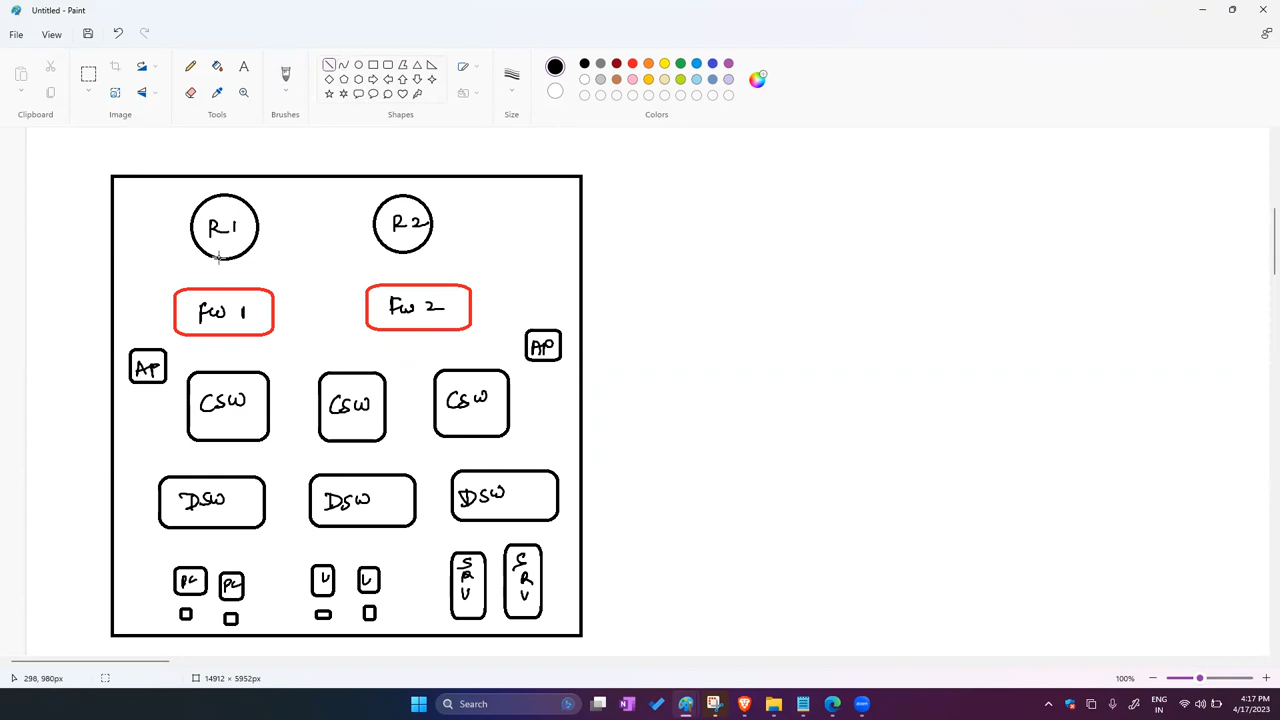 Untitled - Paint
File View
Clipboard Image Tools Brushes Shapes Size Colors
R1 R2
FW 1 FW 2
AP AP
CSW CSW CSW
DSW DSW DSW
PC PC U U SRV SRV
298, 980px 14912 × 5952px 100%
Search
ENG
IN
4:17 PM
4/17/2023